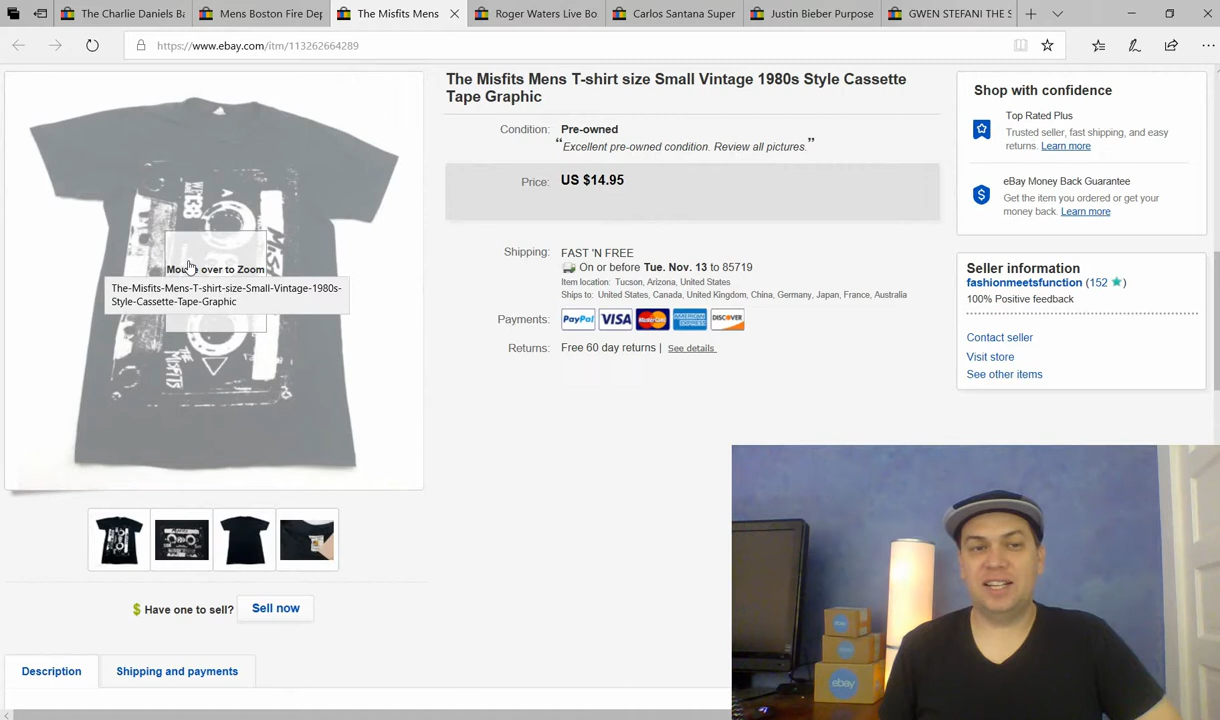 The Charlie Daniels Ba
Mens Boston Fire Dep
The Misfits Mens
Roger Waters Live Bo
Carlos Santana Super
Justin Bieber Purpose
GWEN STEFANI THE S
https://www.ebay.com/itm/113262664289
The Misfits Mens T-shirt size Small Vintage 1980s Style Cassette
Tape Graphic
Condition: Pre-owned
“Excellent pre-owned condition. Review all pictures.”
Price: US $14.95
Shipping: FAST 'N FREE
On or before Tue. Nov. 13 to 85719
Item location: Tucson, Arizona, United States
Ships to: United States, Canada, United Kingdom, China, Germany, Japan, France, Australia
Payments: PayPal VISA MasterCard AMERICAN EXPRESS DISCOVER
Returns: Free 60 day returns | See details
Shop with confidence
Top Rated Plus
Trusted seller, fast shipping, and easy
returns. Learn more
eBay Money Back Guarantee
Get the item you ordered or get your
money back. Learn more
Seller information
fashionmeetsfunction (152 )
100% Positive feedback
Contact seller
Visit store
See other items
THE MISFITS
Mouse over to Zoom
The-Misfits-Mens-T-shirt-size-Small-Vintage-1980s-
Style-Cassette-Tape-Graphic
$ Have one to sell? Sell now
Description
Shipping and payments
ebay